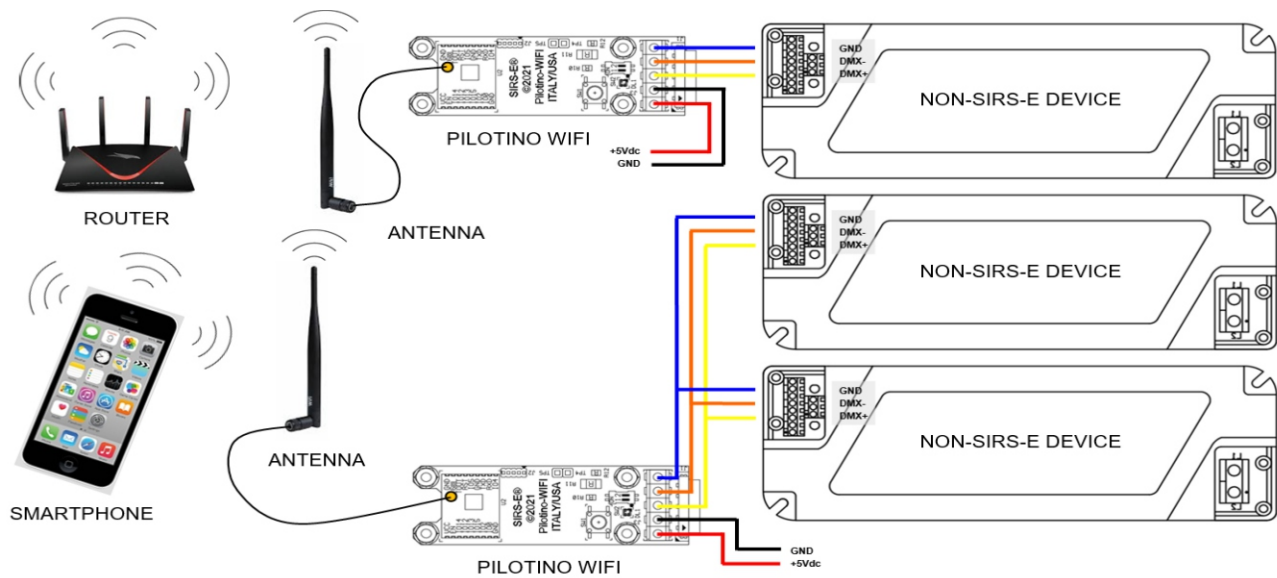 ROUTER
ANTENNA
SIRS-E®
©2021
Pilotino-WIFI
ITALY/USA
PILOTINO WIFI
+5Vdc
GND
GND
DMX-
DMX+
NON-SIRS-E DEVICE
GND
DMX-
DMX+
NON-SIRS-E DEVICE
SMARTPHONE
ANTENNA
SIRS-E®
©2021
Pilotino-WIFI
ITALY/USA
PILOTINO WIFI
GND
+5Vdc
GND
DMX-
DMX+
NON-SIRS-E DEVICE